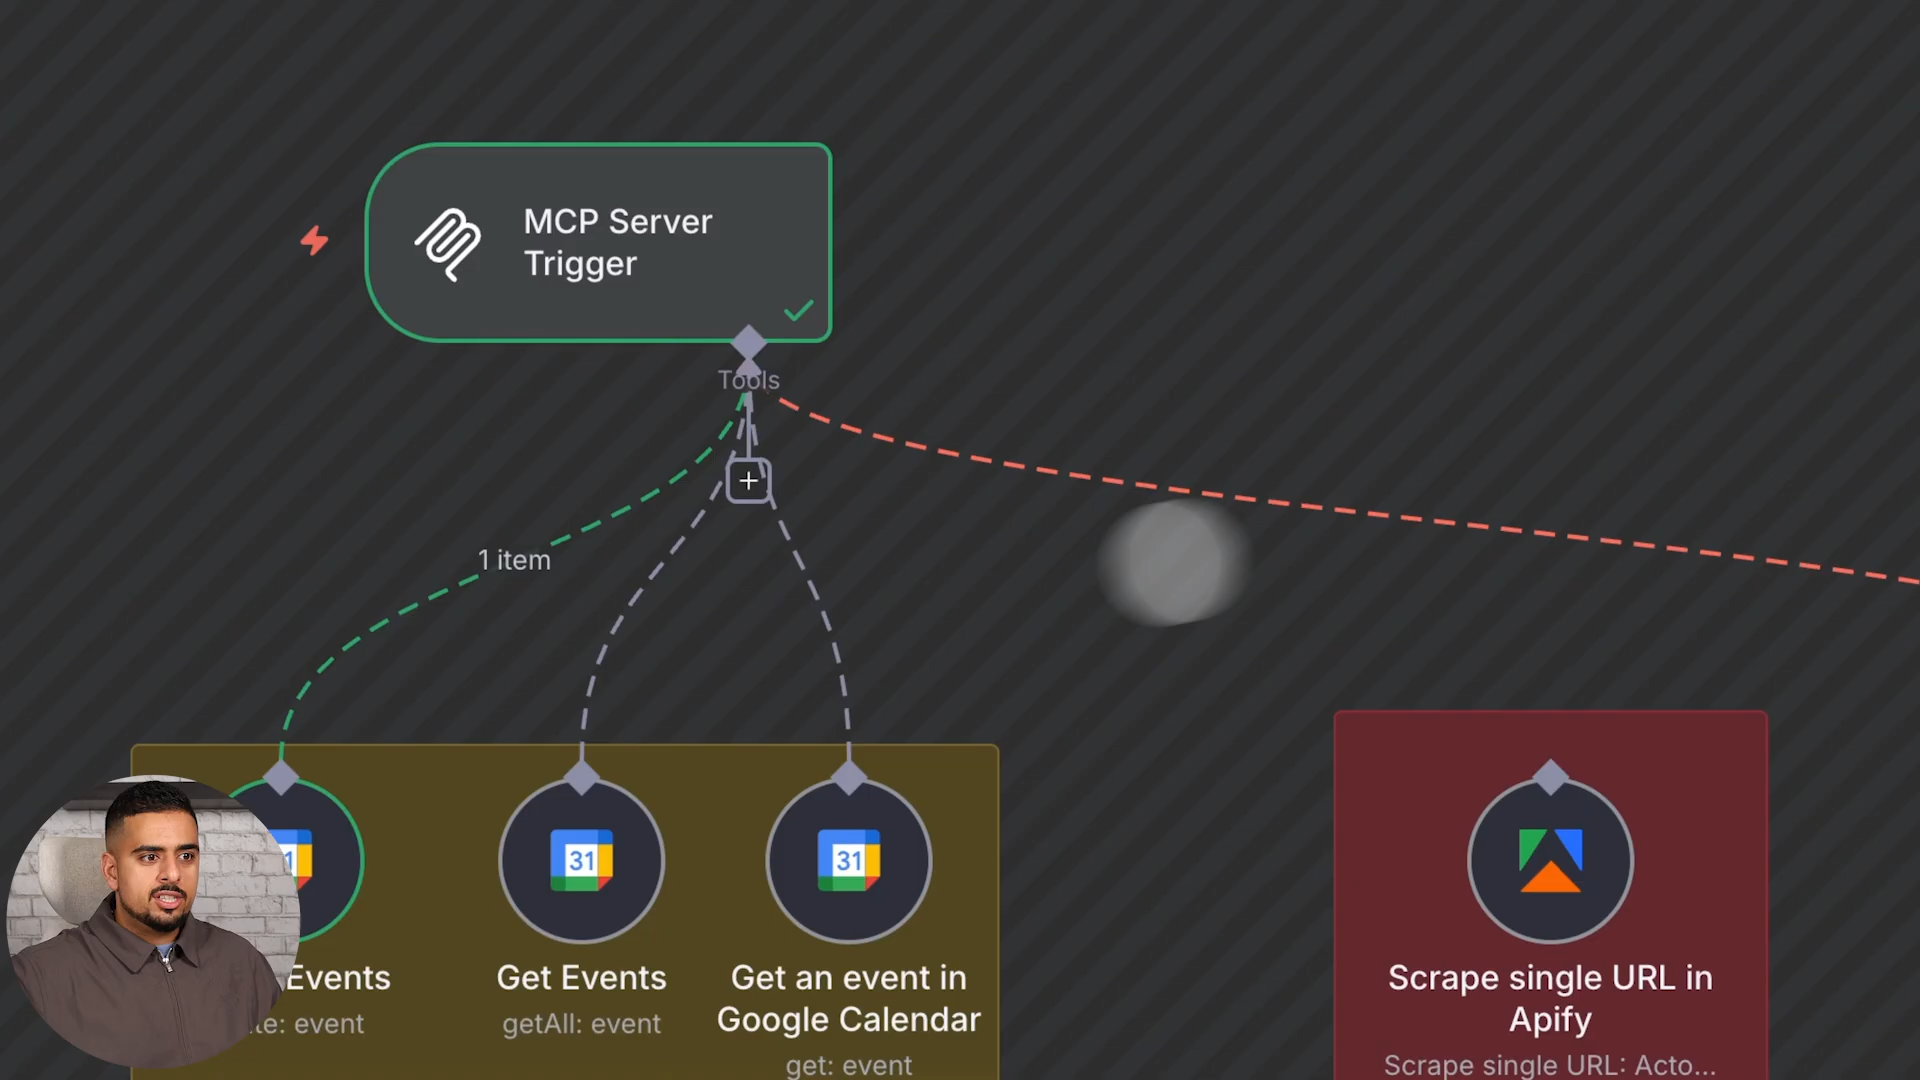 MCP Server
Trigger
Tools
1 item
31
31
Events
Get Events
Get an event in
Google Calendar
Scrape single URL in
Apify
event
getAll: event
get: event
Scrape single URL: Acto...